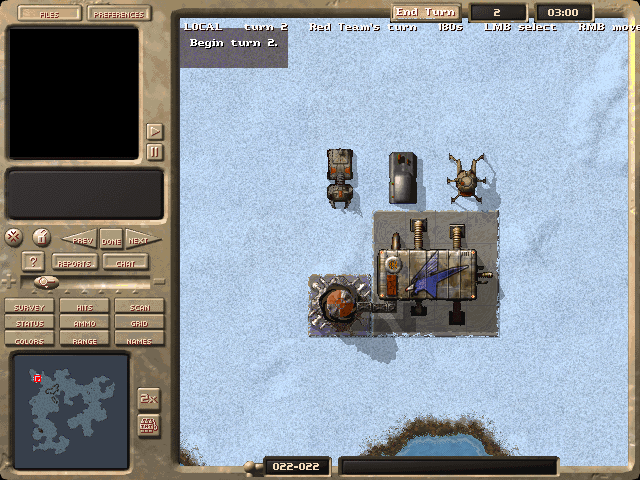 FILES PREFERENCES End Turn 2 03:00
LOCAL turn 2 Red Team's turn 180s LMB select RMB move
Begin turn 2.
PREV DONE NEXT
? REPORTS CHAT
SURVEY HITS SCAN
STATUS AMMO GRID
COLORS RANGE NAMES
2x
022-022